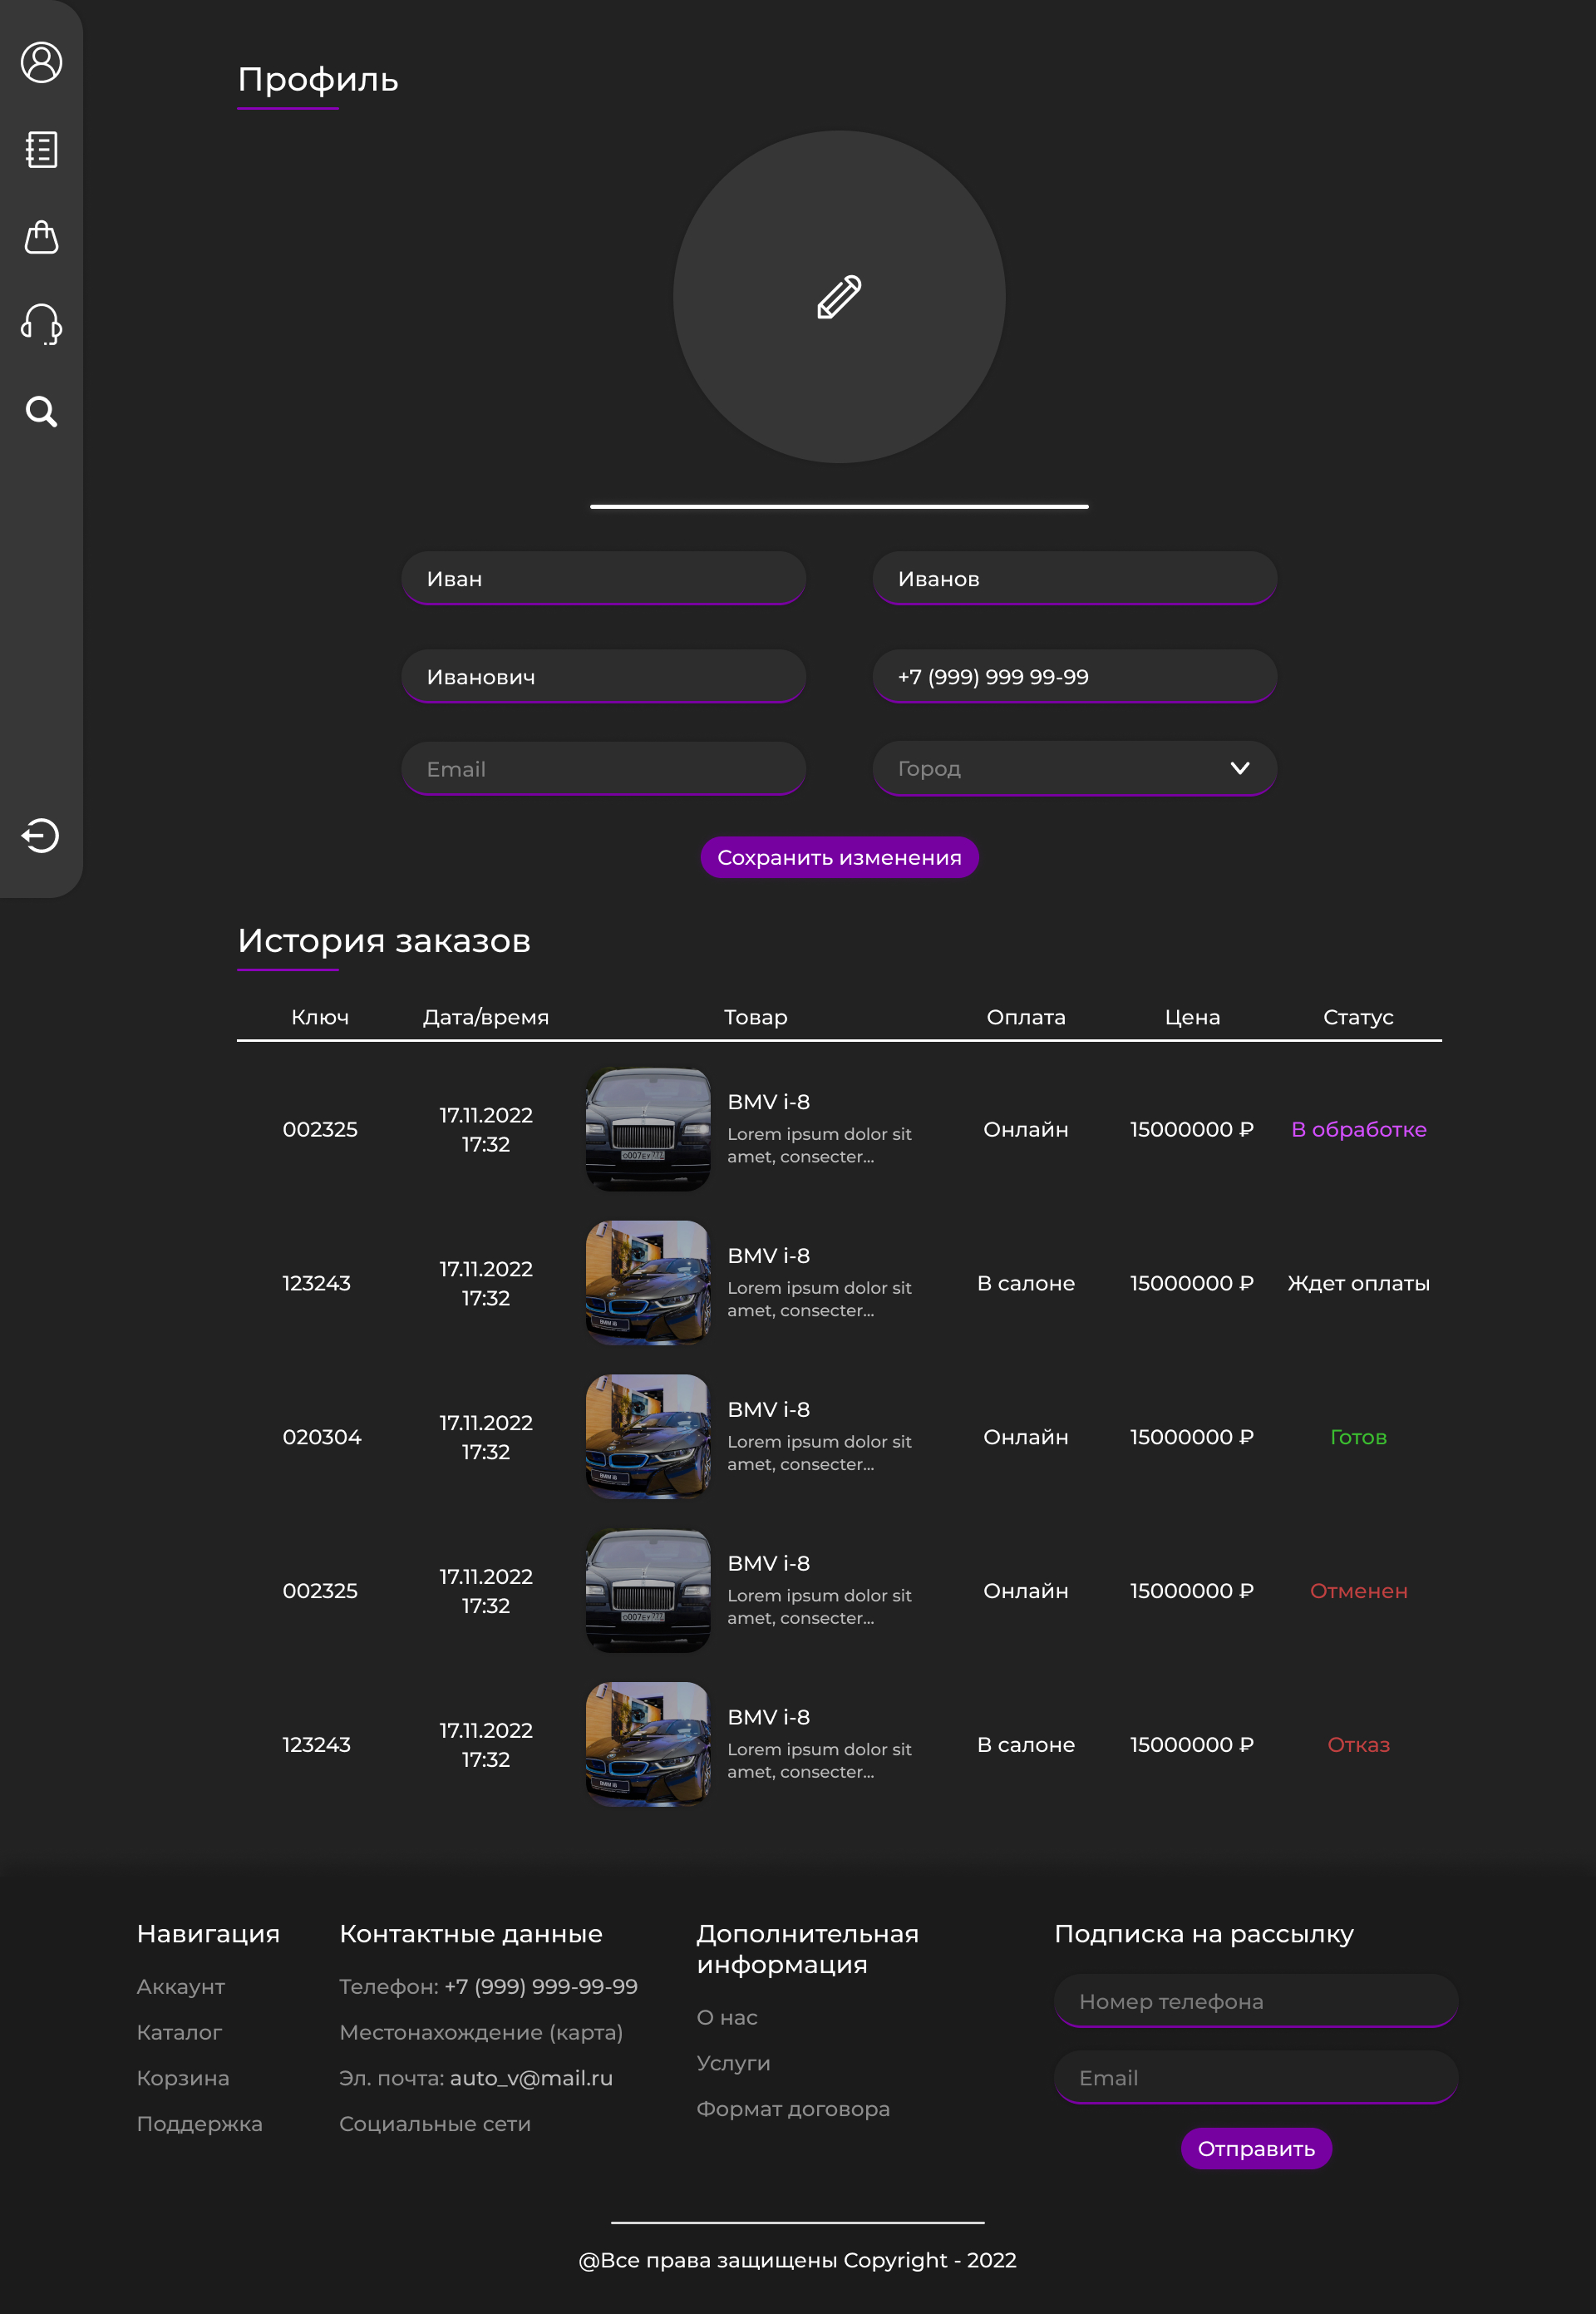 Профиль
Иван
Иванов
Иванович
+7 (999) 999 99-99
Email
Город
Сохранить изменения
История заказов
Ключ
Дата/время
Товар
Оплата
Цена
Статус
002325
17.11.2022
17:32
о007еу777
BMV i-8
Lorem ipsum dolor sit
amet, consecter...
Онлайн
15000000 ₽
В обработке
123243
17.11.2022
17:32
BMV i-8
Lorem ipsum dolor sit
amet, consecter...
В салоне
15000000 ₽
Ждет оплаты
020304
17.11.2022
17:32
BMV i-8
Lorem ipsum dolor sit
amet, consecter...
Онлайн
15000000 ₽
Готов
002325
17.11.2022
17:32
о007еу777
BMV i-8
Lorem ipsum dolor sit
amet, consecter...
Онлайн
15000000 ₽
Отменен
123243
17.11.2022
17:32
BMV i-8
Lorem ipsum dolor sit
amet, consecter...
В салоне
15000000 ₽
Отказ
Навигация
Аккаунт
Каталог
Корзина
Поддержка
Контактные данные
Телефон: +7 (999) 999-99-99
Местонахождение (карта)
Эл. почта: auto_v@mail.ru
Социальные сети
Дополнительная
информация
О нас
Услуги
Формат договора
Подписка на рассылку
Номер телефона
Email
Отправить
@Все права защищены Copyright - 2022